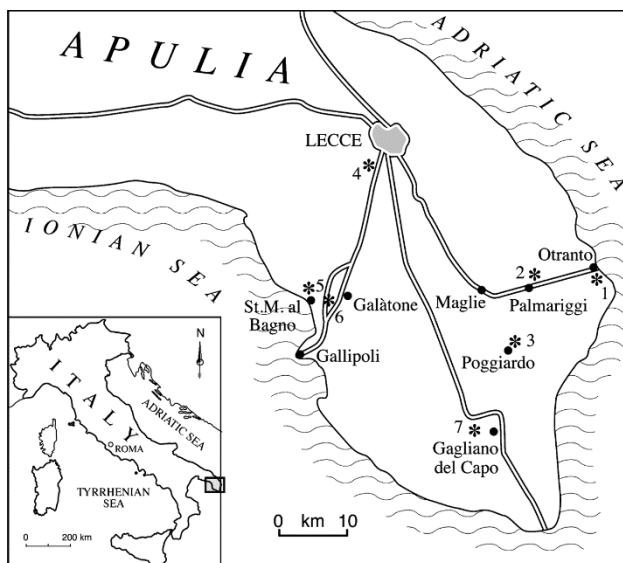 APULIA
ADRIATIC SEA
LECCE
4
IONIAN SEA
Otranto
2
1
5
St.M. al
Bagno
6
Galàtone
Maglie
Palmariggi
3
Poggiardo
Gallipoli
7
Gagliano
del Capo
0 km 10
N
ITALY
ADRIATIC SEA
ROMA
TYRRHENIAN
SEA
0 200 km